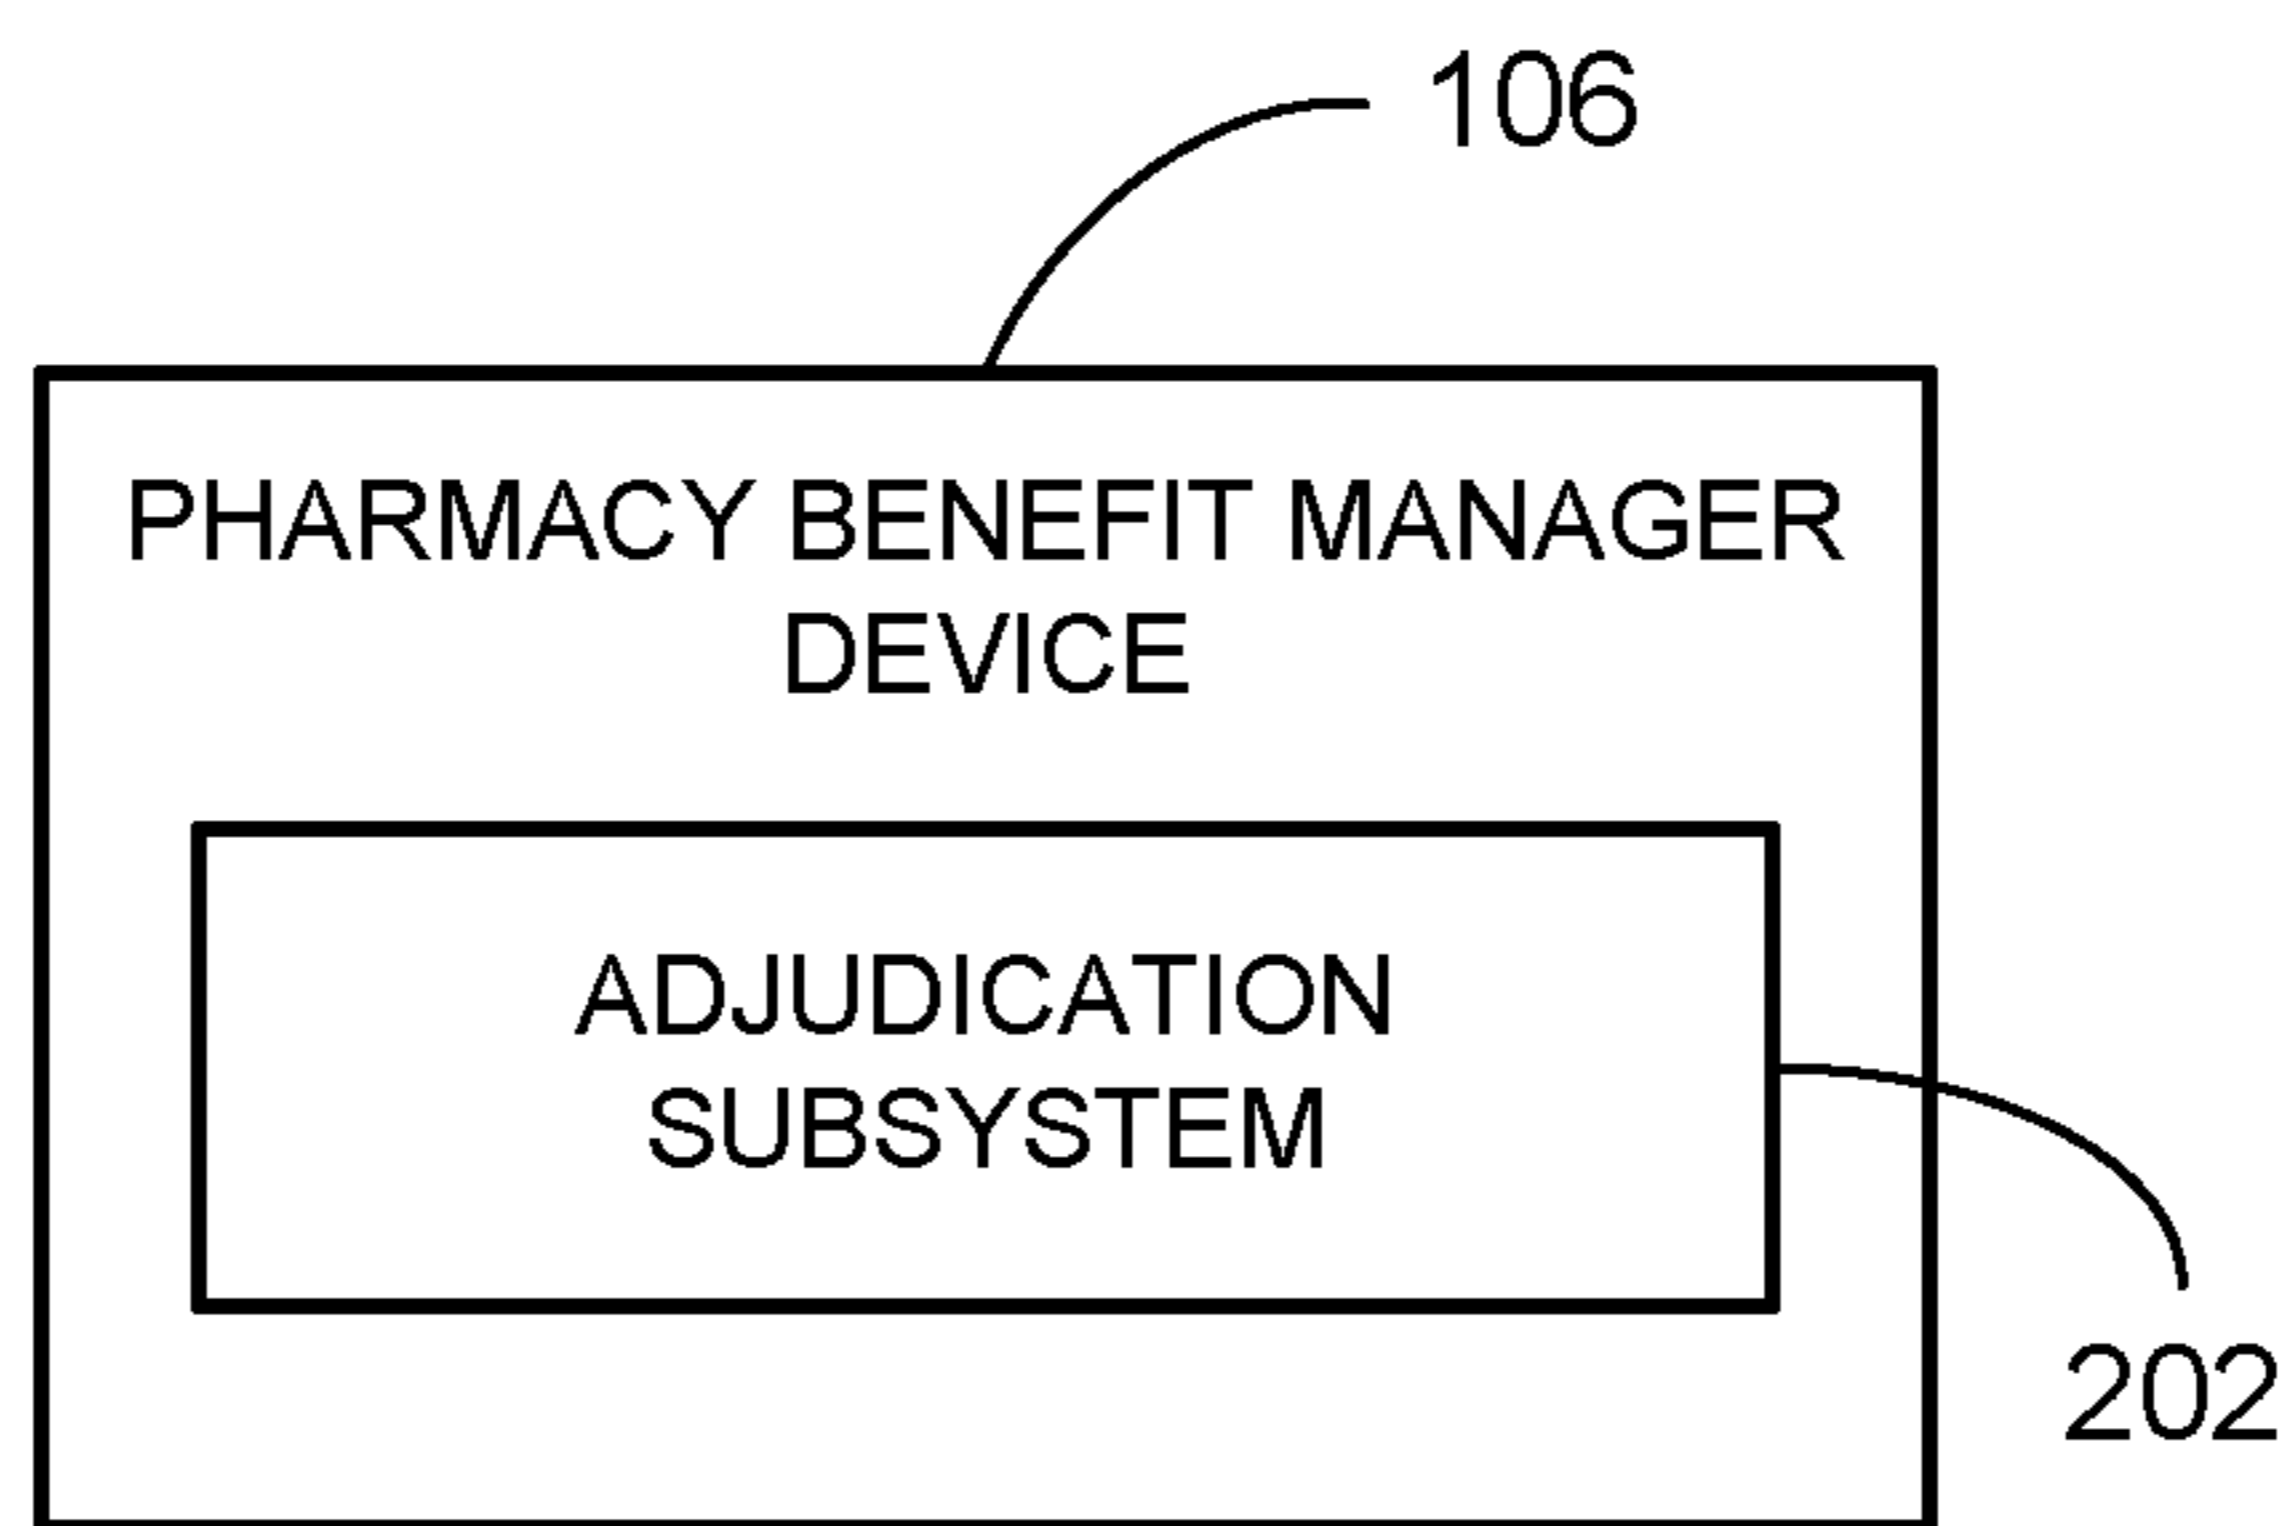 106
PHARMACY BENEFIT MANAGER
DEVICE
ADJUDICATION
SUBSYSTEM
202